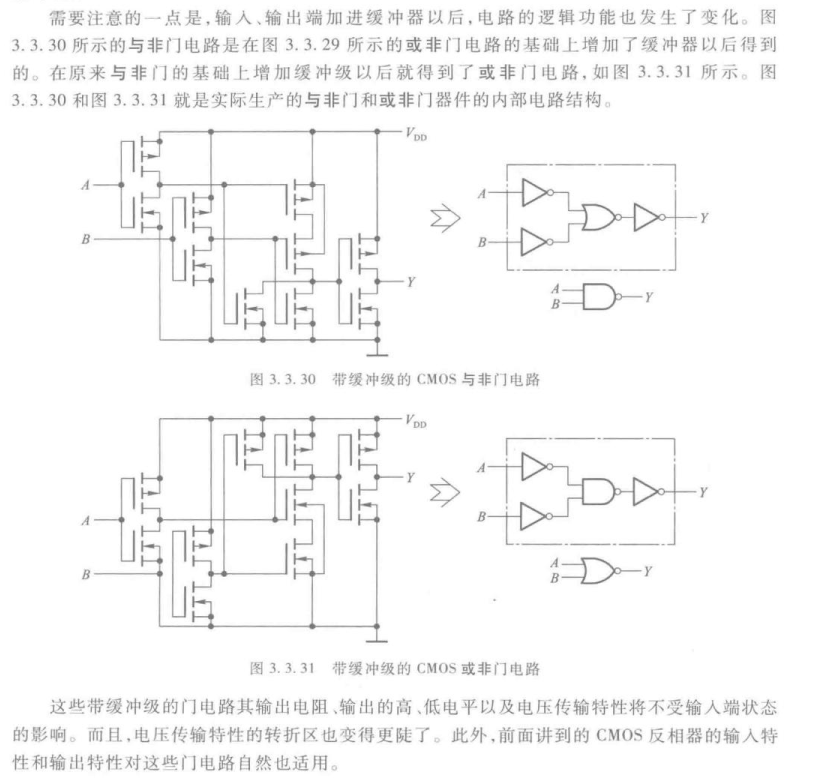 需要注意的一点是,输入、输出端加进缓冲器以后,电路的逻辑功能也发生了变化。图
3.3.30 所示的与非门电路是在图 3.3.29 所示的或非门电路的基础上增加了缓冲器以后得到
的。在原来与非门的基础上增加缓冲级以后就得到了或非门电路,如图 3.3.31 所示。图
3.3.30 和图 3.3.31 就是实际生产的与非门和或非门器件的内部电路结构。
VDD
A
B
Y
A
B
Y
A
B
Y
图 3.3.30 带缓冲级的 CMOS 与非门电路
VDD
A
B
Y
A
B
Y
A
B
Y
图 3.3.31 带缓冲级的 CMOS 或非门电路
这些带缓冲级的门电路其输出电阻、输出的高、低电平以及电压传输特性将不受输入端状态
的影响。而且,电压传输特性的转折区也变得更陡了。此外,前面讲到的 CMOS 反相器的输入特
性和输出特性对这些门电路自然也适用。